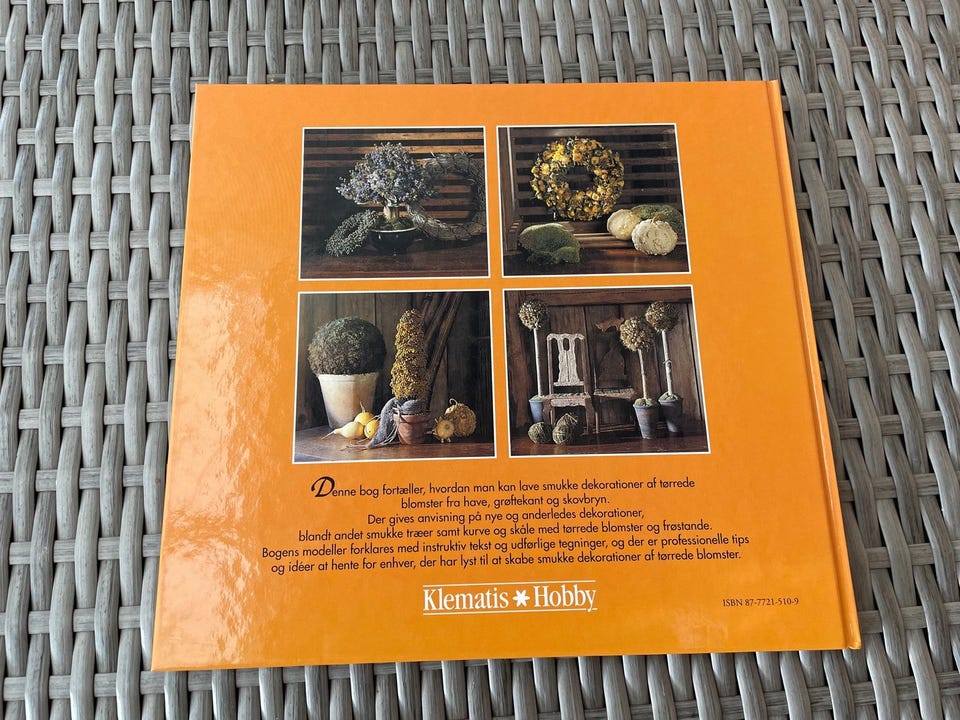 Denne bog fortæller, hvordan man kan lave smukke dekorationer af tørrede
blomster fra have, grøftekant og skovbryn.
Der gives anvisning på nye og anderledes dekorationer,
blandt andet smukke træer samt kurve og skåle med tørrede blomster og frøstande.
Bogens modeller forklares med instruktiv tekst og udførlige tegninger, og der er professionelle tips
og idéer at hente for enhver, der har lyst til at skabe smukke dekorationer af tørrede blomster.
Klematis * Hobby
ISBN 87-7721-510-9